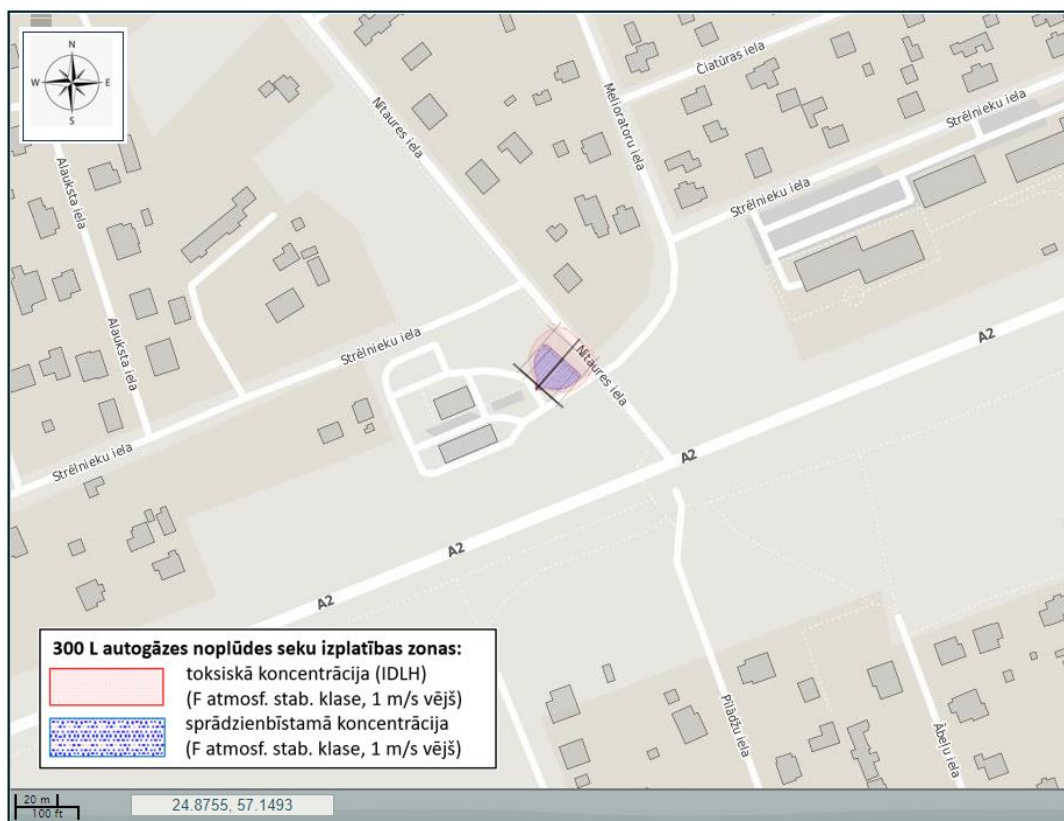 N
W E
S
Čiatūras iela
Nītaures iela
Melioratoru iela
Strēlnieku iela
Alauksta iela
Strēlnieku iela
Alauksta iela
Strēlnieku iela
Nītaures iela
A2
Strēlnieku iela
A2
A2
A2
300 L autogāzes noplūdes seku izplatības zonas:
toksiskā koncentrācija (IDLH)
(F atmosf. stab. klase, 1 m/s vējš)
sprādzienbīstamā koncentrācija
(F atmosf. stab. klase, 1 m/s vējš)
Pīlādžu iela
Ābeļu iela
20 m
100 ft
24.8755, 57.1493